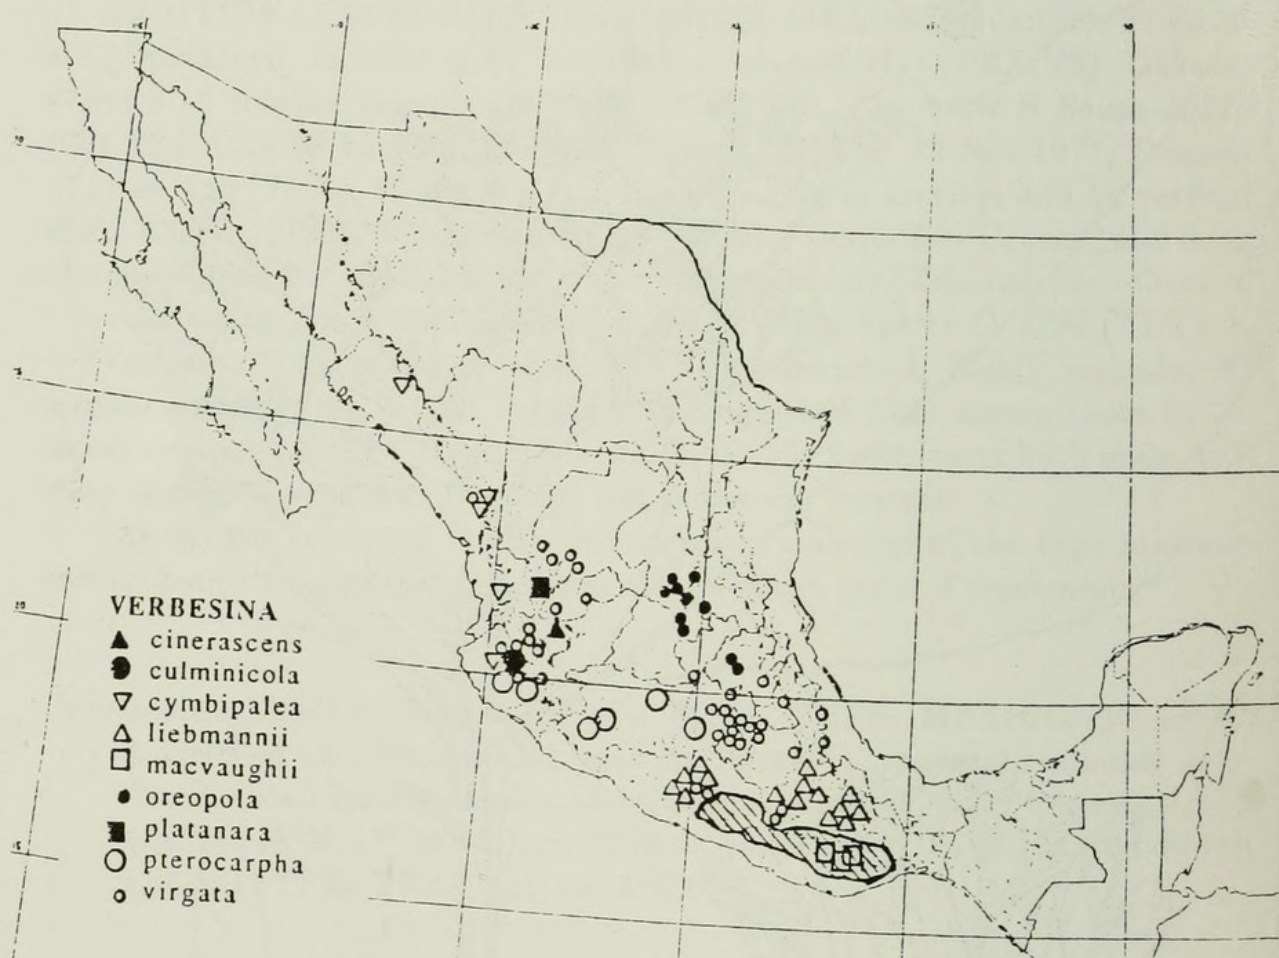 VERBESINA
cinerascens
culminicola
cymbipalea
liebmannii
macvaughii
oreopola
platanara
pterocarpha
virgata